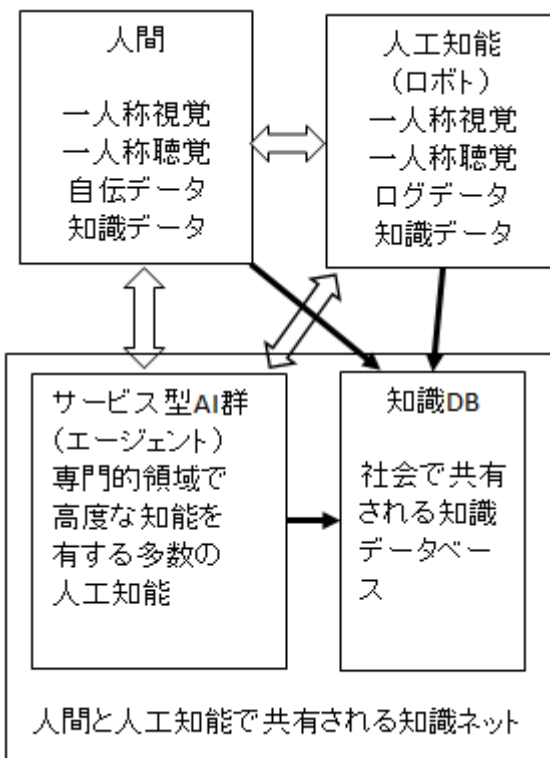 人間
一人称視覚
一人称聴覚
自伝データ
知識データ
人工知能
（ロボト）
一人称視覚
一人称聴覚
ログデータ
知識データ
サービス型AI群
（エージェント）
専門的領域で
高度な知能を
有する多数の
人工知能
知識DB
社会で共有
される知識
データベー
ス
人間と人工知能で共有される知識ネット